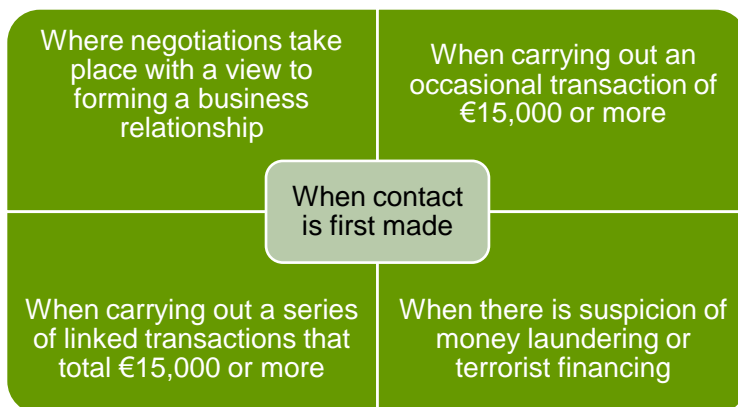 Where negotiations take
place with a view to
forming a business
relationship
When carrying out an
occasional transaction of
€15,000 or more
When contact
is first made
When carrying out a series
of linked transactions that
total €15,000 or more
When there is suspicion of
money laundering or
terrorist financing